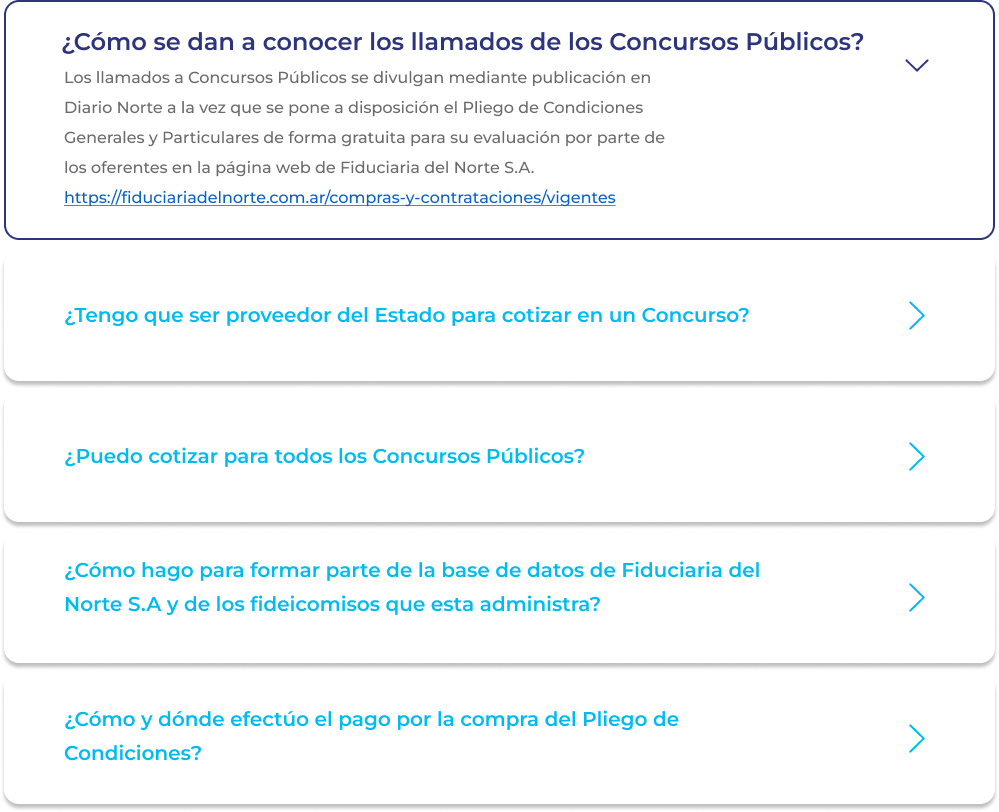 ¿Cómo se dan a conocer los llamados de los Concursos Públicos?
Los llamados a Concursos Públicos se divulgan mediante publicación en
Diario Norte a la vez que se pone a disposición el Pliego de Condiciones
Generales y Particulares de forma gratuita para su evaluación por parte de
los oferentes en la página web de Fiduciaria del Norte S.A.
https://fiduciariadelnorte.com.ar/compras-y-contrataciones/vigentes
¿Tengo que ser proveedor del Estado para cotizar en un Concurso?
¿Puedo cotizar para todos los Concursos Públicos?
¿Cómo hago para formar parte de la base de datos de Fiduciaria del
Norte S.A y de los fideicomisos que esta administra?
¿Cómo y dónde efectúo el pago por la compra del Pliego de
Condiciones?